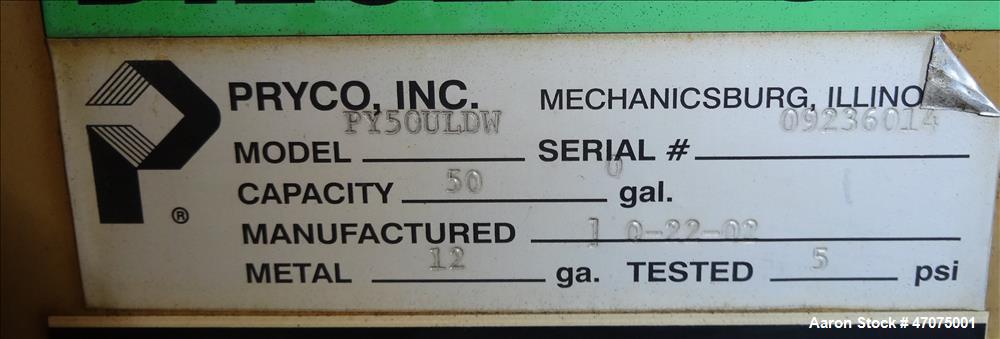 PRYCO, INC. MECHANICSBURG, ILLINO
PY50ULDW 09236014
MODEL SERIAL #
0
50
CAPACITY gal.
MANUFACTURED 10-22-02
12 5
METAL ga. TESTED psi
®
Aaron Stock # 47075001